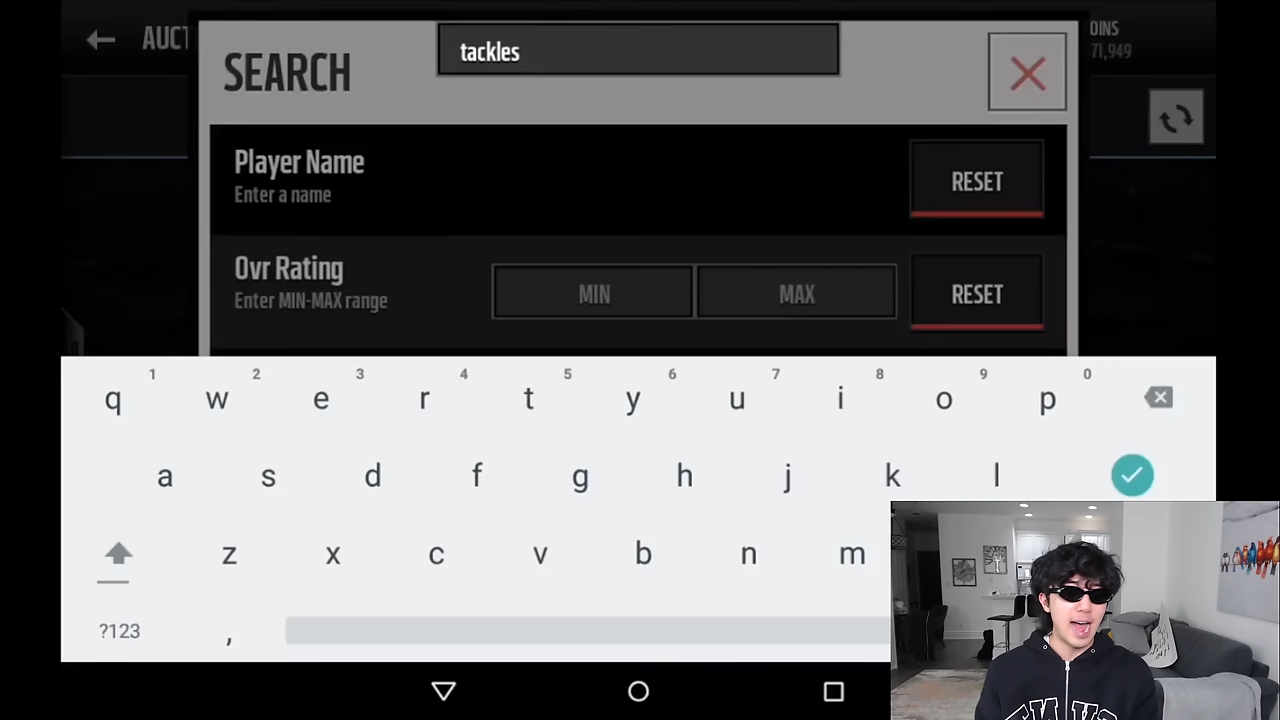 AUCT
OINS
71,949
tackles
SEARCH
Player Name
Enter a name
RESET
Ovr Rating
Enter MIN-MAX range
MIN
MAX
RESET
1 2 3 4 5 6 7 8 9 0
q w e r t y u i o p
a s d f g h j k l
z x c v b n m
?123 ,